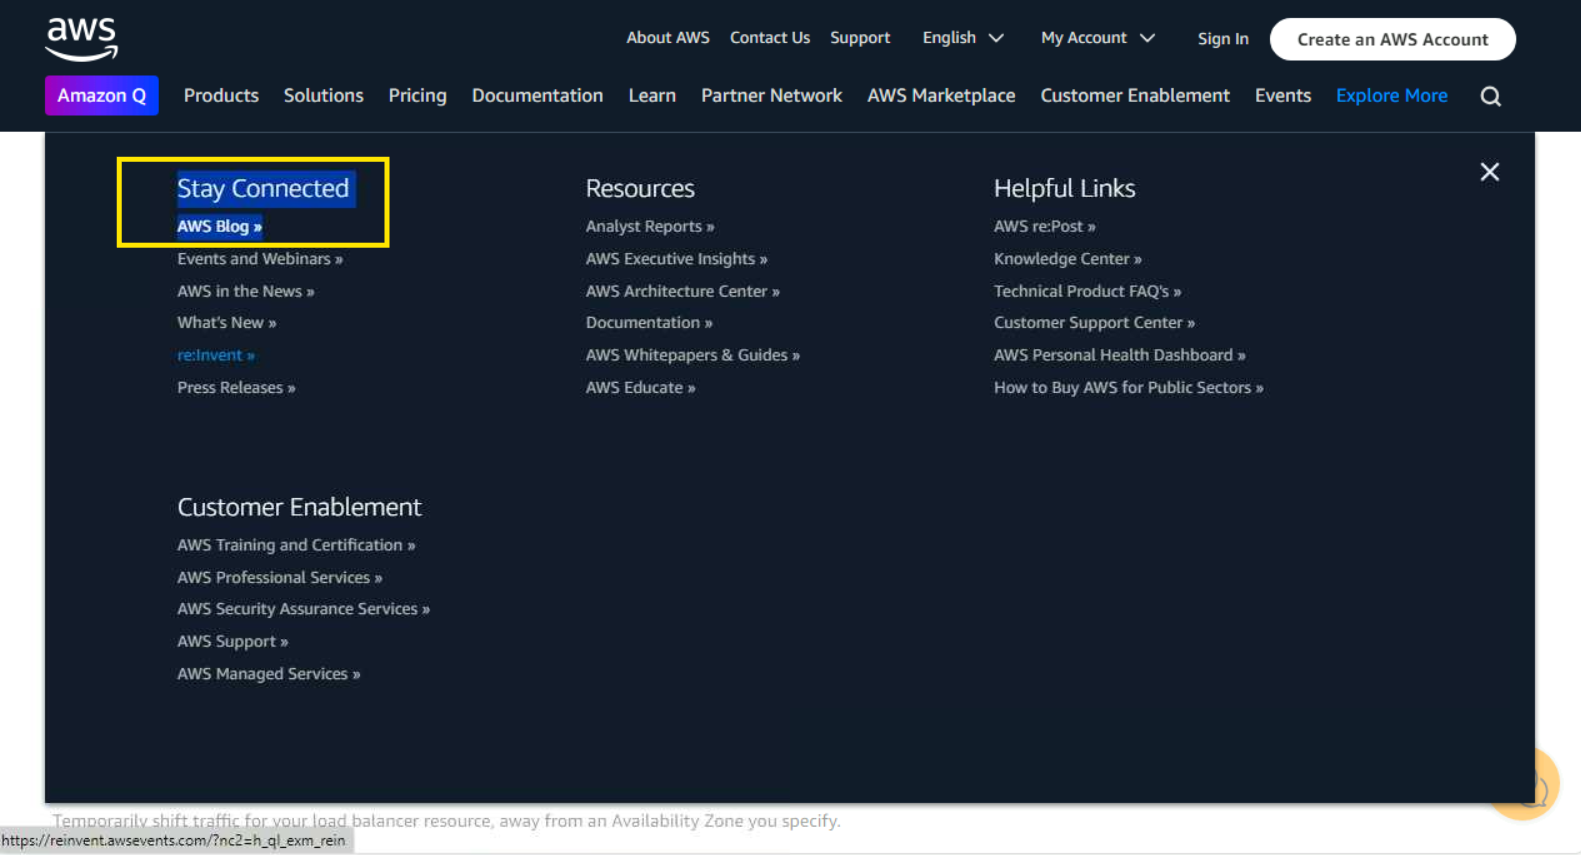 aws
About AWS Contact Us Support English My Account Sign In Create an AWS Account
Amazon Q Products Solutions Pricing Documentation Learn Partner Network AWS Marketplace Customer Enablement Events Explore More
Stay Connected
AWS Blog »
Events and Webinars »
AWS in the News »
What's New »
re:Invent »
Press Releases »
Resources
Analyst Reports »
AWS Executive Insights »
AWS Architecture Center »
Documentation »
AWS Whitepapers & Guides »
AWS Educate »
Helpful Links
AWS re:Post »
Knowledge Center »
Technical Product FAQ's »
Customer Support Center »
AWS Personal Health Dashboard »
How to Buy AWS for Public Sectors »
Customer Enablement
AWS Training and Certification »
AWS Professional Services »
AWS Security Assurance Services »
AWS Support »
AWS Managed Services »
Temporarily shift traffic for your load balancer resource, away from an Availability Zone you specify.
https://reinvent.awsevents.com/?nc2=h_ql_exm_rein